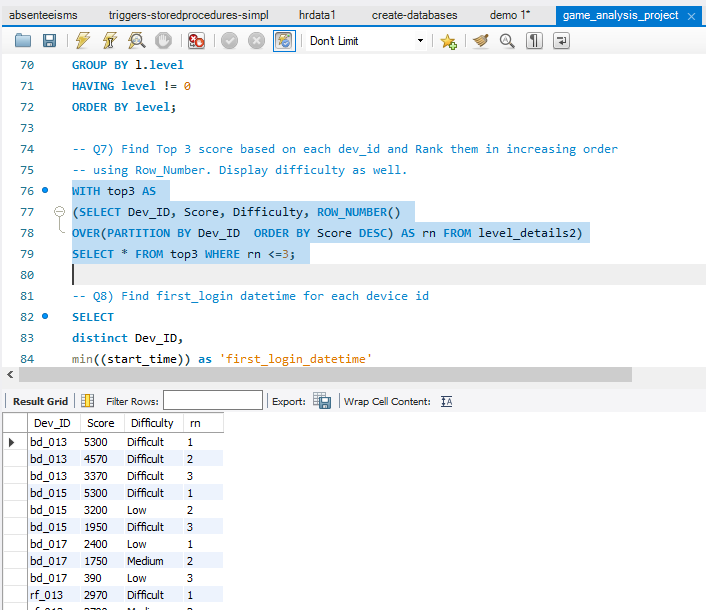 absenteeisms triggers-storedprocedures-simpl hrdata1 create-databases demo 1* game_analysis_project
Don't Limit
70 GROUP BY l.level
71 HAVING level != 0
72 ORDER BY level;
73
74 -- Q7) Find Top 3 score based on each dev_id and Rank them in increasing order
75 -- using Row_Number. Display difficulty as well.
76 WITH top3 AS
77 (SELECT Dev_ID, Score, Difficulty, ROW_NUMBER()
78 OVER(PARTITION BY Dev_ID  ORDER BY Score DESC) AS rn FROM level_details2)
79 SELECT * FROM top3 WHERE rn <=3;
80
81 -- Q8) Find first_login datetime for each device id
82 SELECT
83 distinct Dev_ID,
84 min((start_time)) as 'first_login_datetime'
Result Grid Filter Rows: Export: Wrap Cell Content:
Dev_ID Score Difficulty rn
bd_013 5300 Difficult 1
bd_013 4570 Difficult 2
bd_013 3370 Difficult 3
bd_015 5300 Difficult 1
bd_015 3200 Low 2
bd_015 1950 Difficult 3
bd_017 2400 Low 1
bd_017 1750 Medium 2
bd_017 390 Low 3
rf_013 2970 Difficult 1